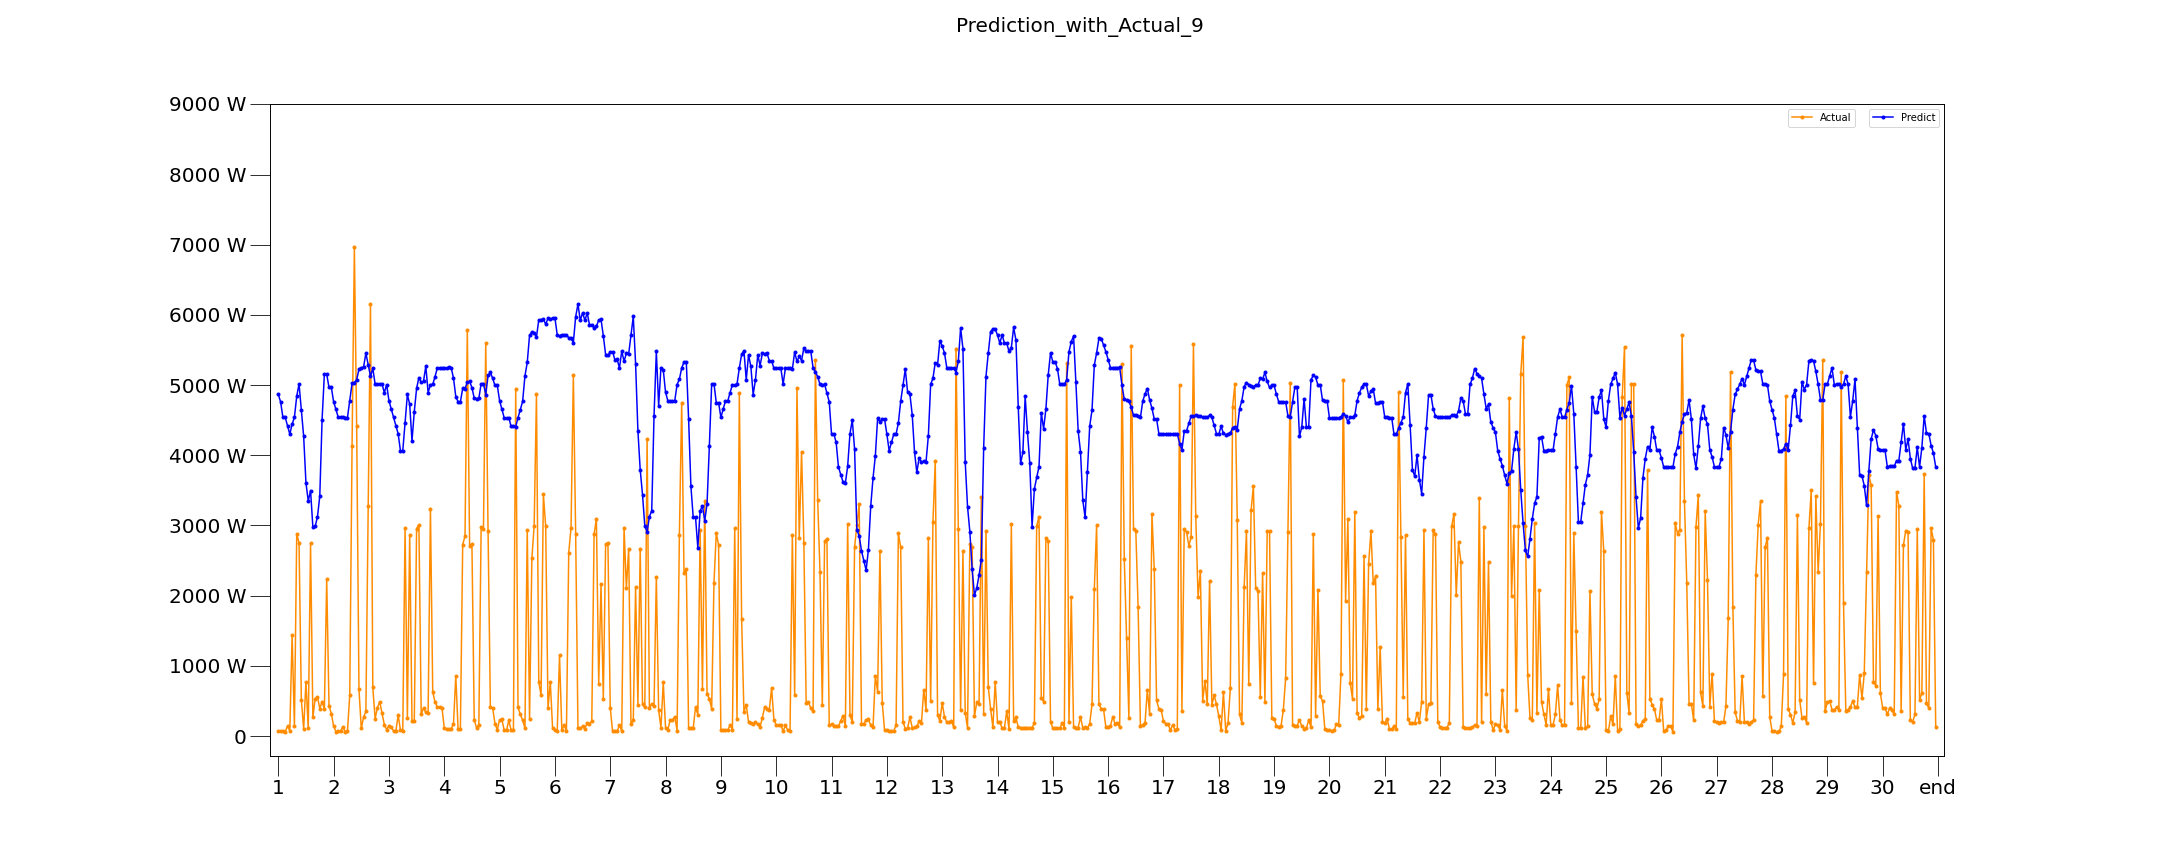 Prediction_with_Actual_9
9000 W
8000 W
7000 W
6000 W
5000 W
4000 W
3000 W
2000 W
1000 W
0
Actual Predict
1 2 3 4 5 6 7 8 9 10 11 12 13 14 15 16 17 18 19 20 21 22 23 24 25 26 27 28 29 30 end